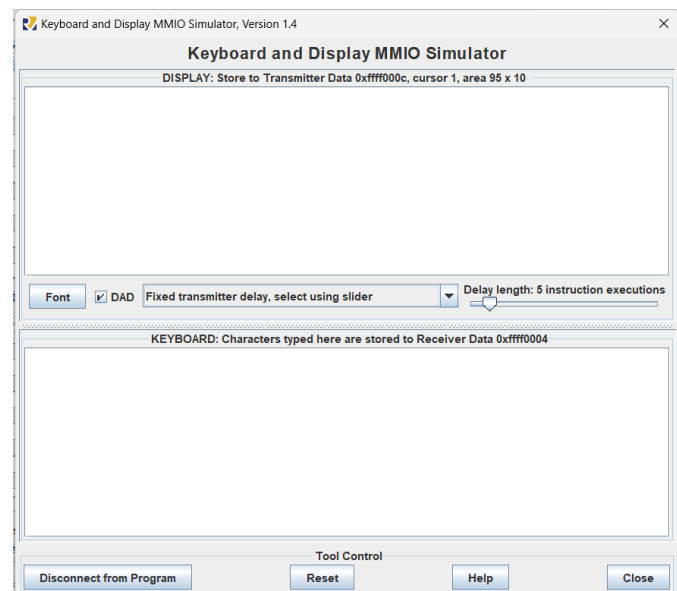 Keyboard and Display MMIO Simulator, Version 1.4
Keyboard and Display MMIO Simulator
DISPLAY: Store to Transmitter Data 0xffff000c, cursor 1, area 95 x 10
Font DAD Fixed transmitter delay, select using slider Delay length: 5 instruction executions
KEYBOARD: Characters typed here are stored to Receiver Data 0xffff0004
Tool Control
Disconnect from Program Reset Help Close